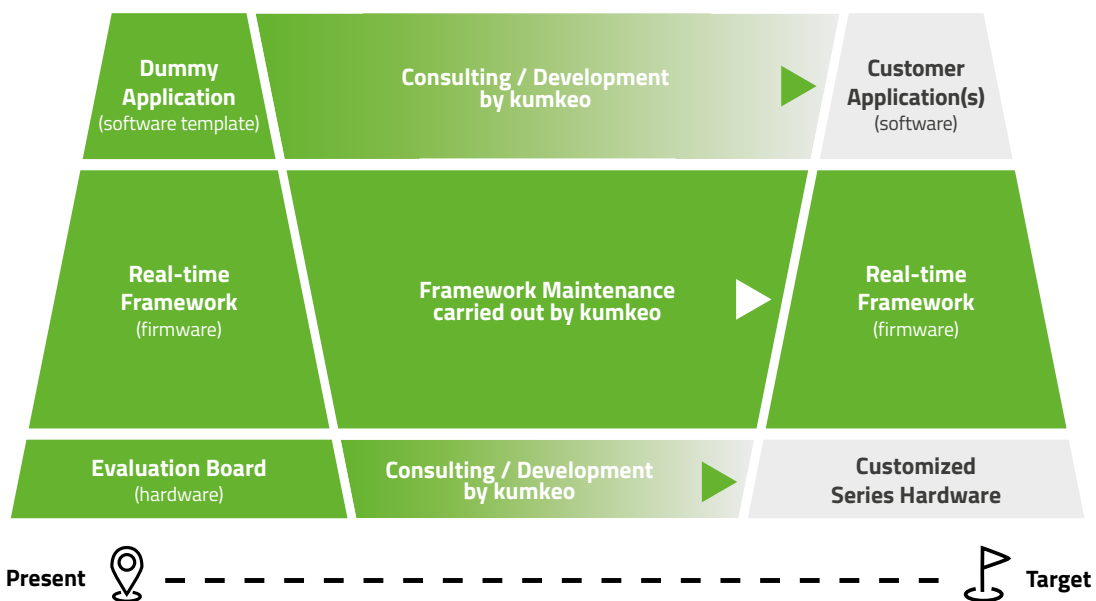 Dummy
Application
(software template)
Consulting / Development
by kumkeo
Customer
Application(s)
(software)
Real-time
Framework
(firmware)
Framework Maintenance
carried out by kumkeo
Real-time
Framework
(firmware)
Evaluation Board
(hardware)
Consulting / Development
by kumkeo
Customized
Series Hardware
Present
Target